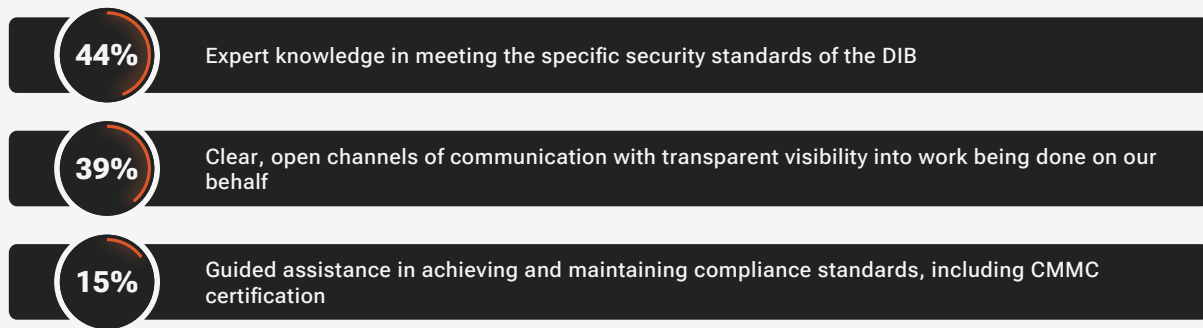 44%
Expert knowledge in meeting the specific security standards of the DIB
39%
Clear, open channels of communication with transparent visibility into work being done on our
behalf
15%
Guided assistance in achieving and maintaining compliance standards, including CMMC
certification